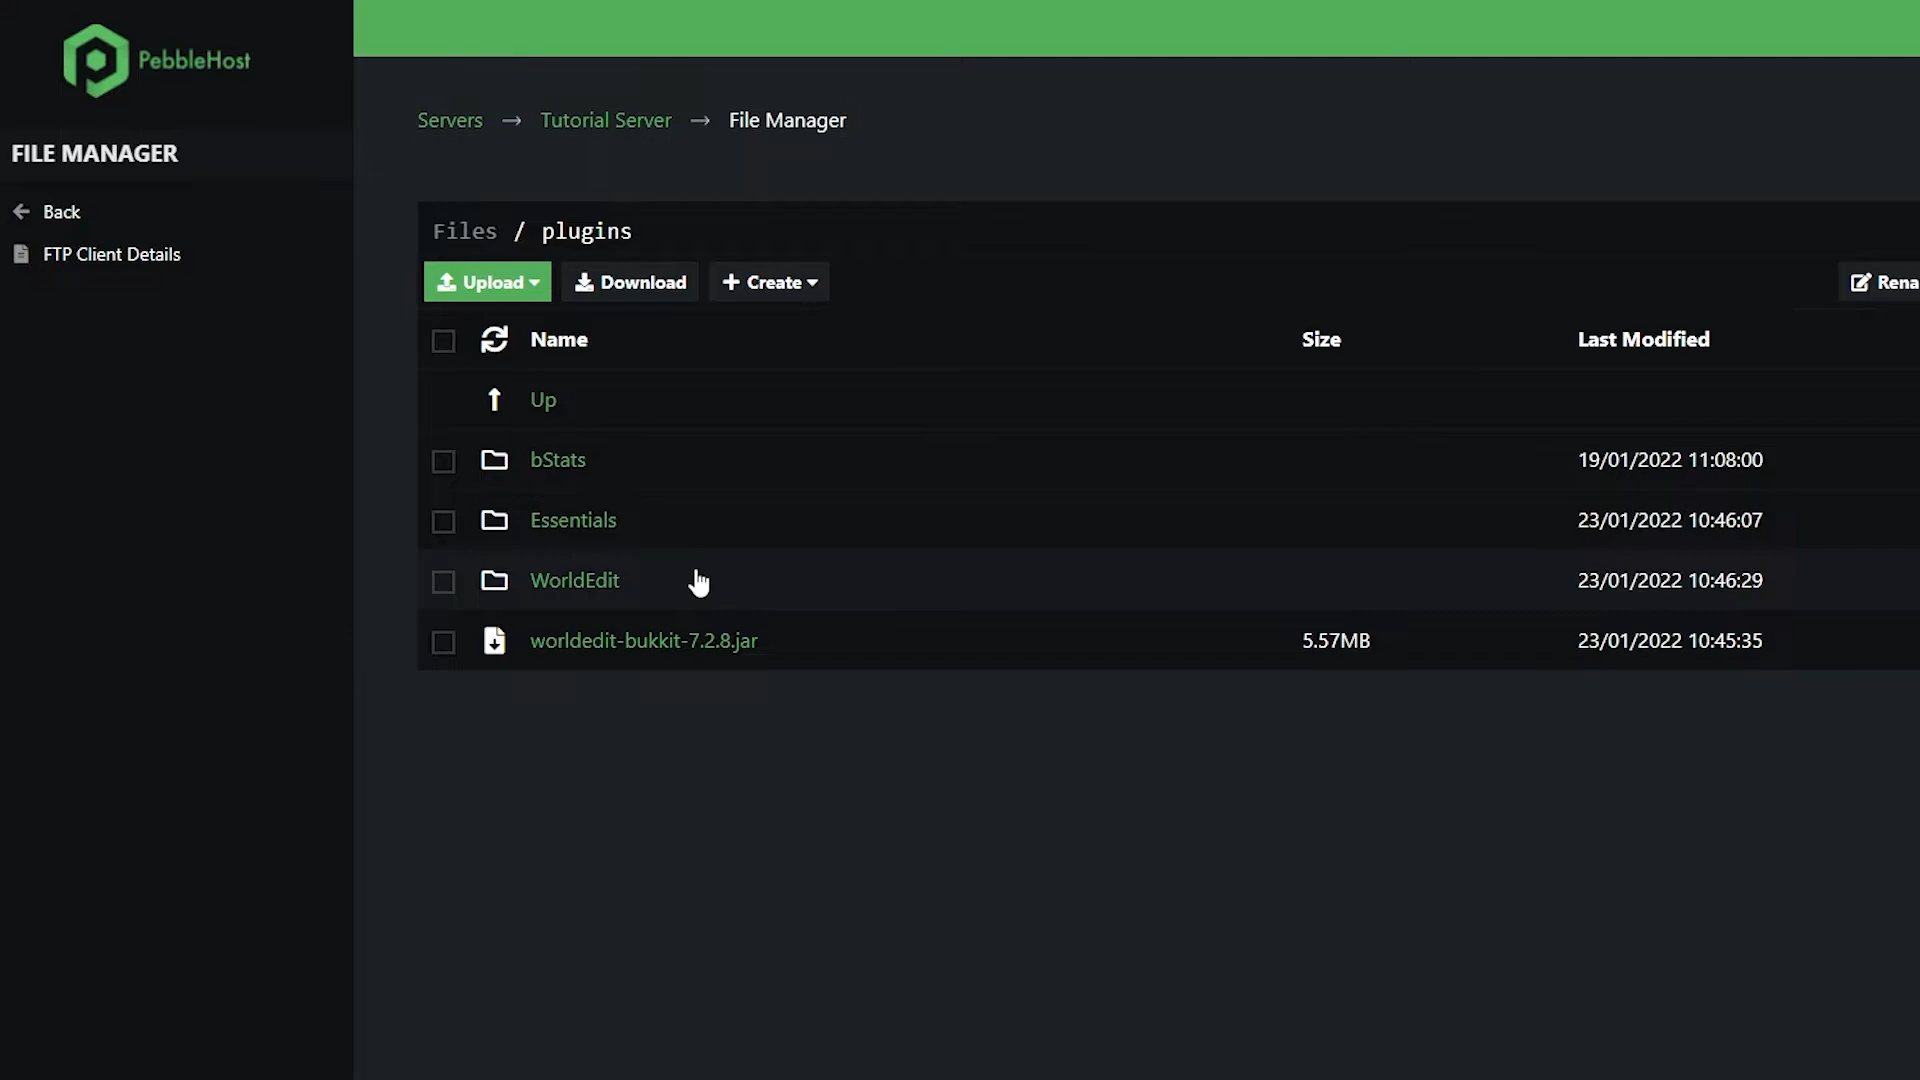 PebbleHost
FILE MANAGER
Back
FTP Client Details
Servers → Tutorial Server → File Manager
Files / plugins
Upload Download + Create Rena
Name Size Last Modified
Up
bStats 19/01/2022 11:08:00
Essentials 23/01/2022 10:46:07
WorldEdit 23/01/2022 10:46:29
worldedit-bukkit-7.2.8.jar 5.57MB 23/01/2022 10:45:35